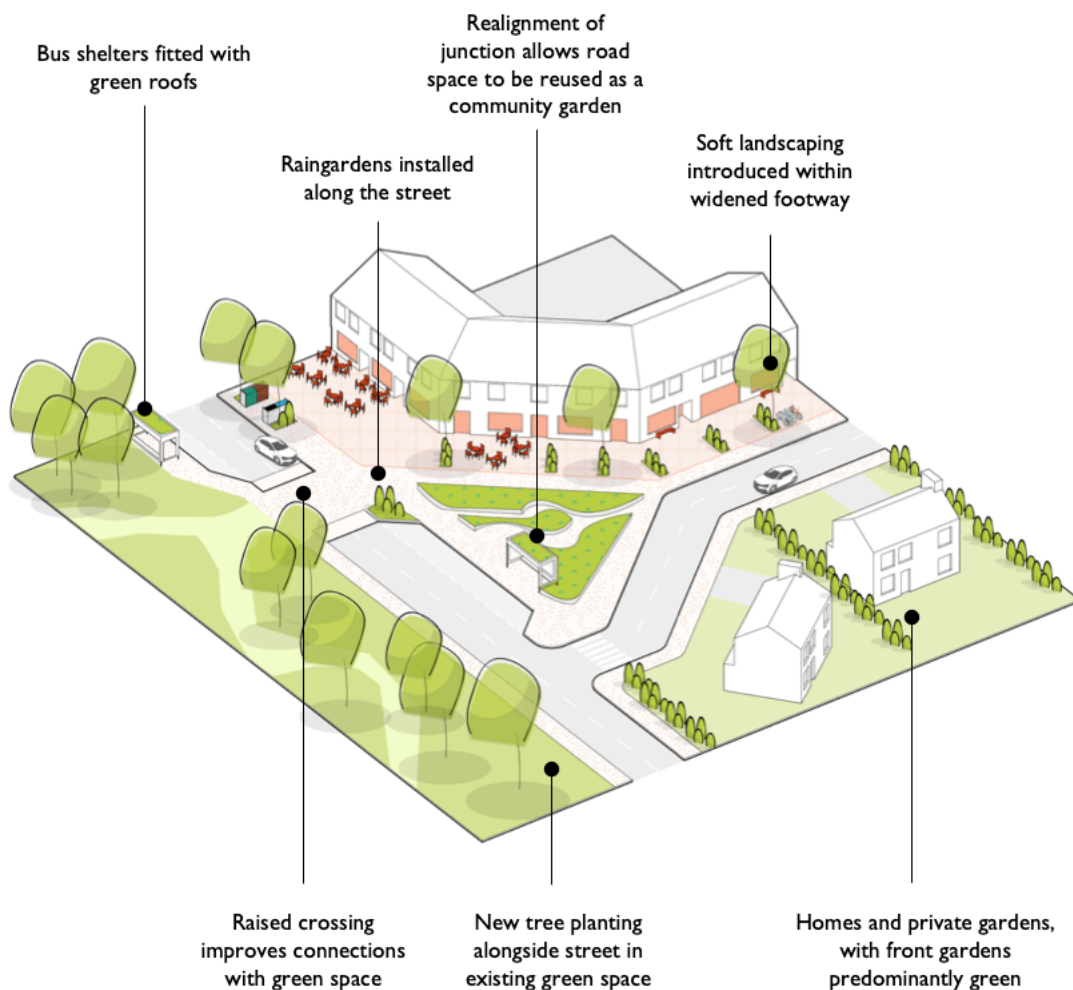 Realignment of
junction allows road
space to be reused as a
community garden
Bus shelters fitted with
green roofs
Raingardens installed
along the street
Soft landscaping
introduced within
widened footway
Raised crossing
improves connections
with green space
New tree planting
alongside street in
existing green space
Homes and private gardens,
with front gardens
predominantly green